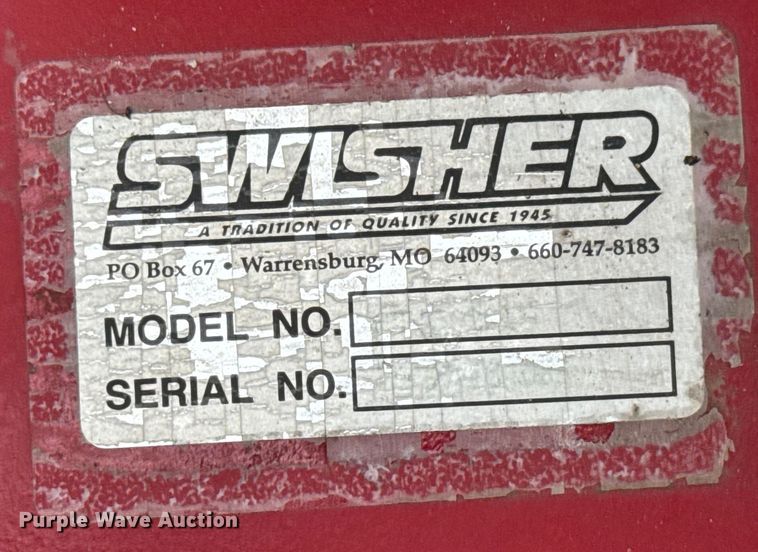 SWISHER
A TRADITION OF QUALITY SINCE 1945
PO Box 67 • Warrensburg, MO 64093 • 660-747-8183
MODEL NO.
SERIAL NO.
Purple Wave Auction